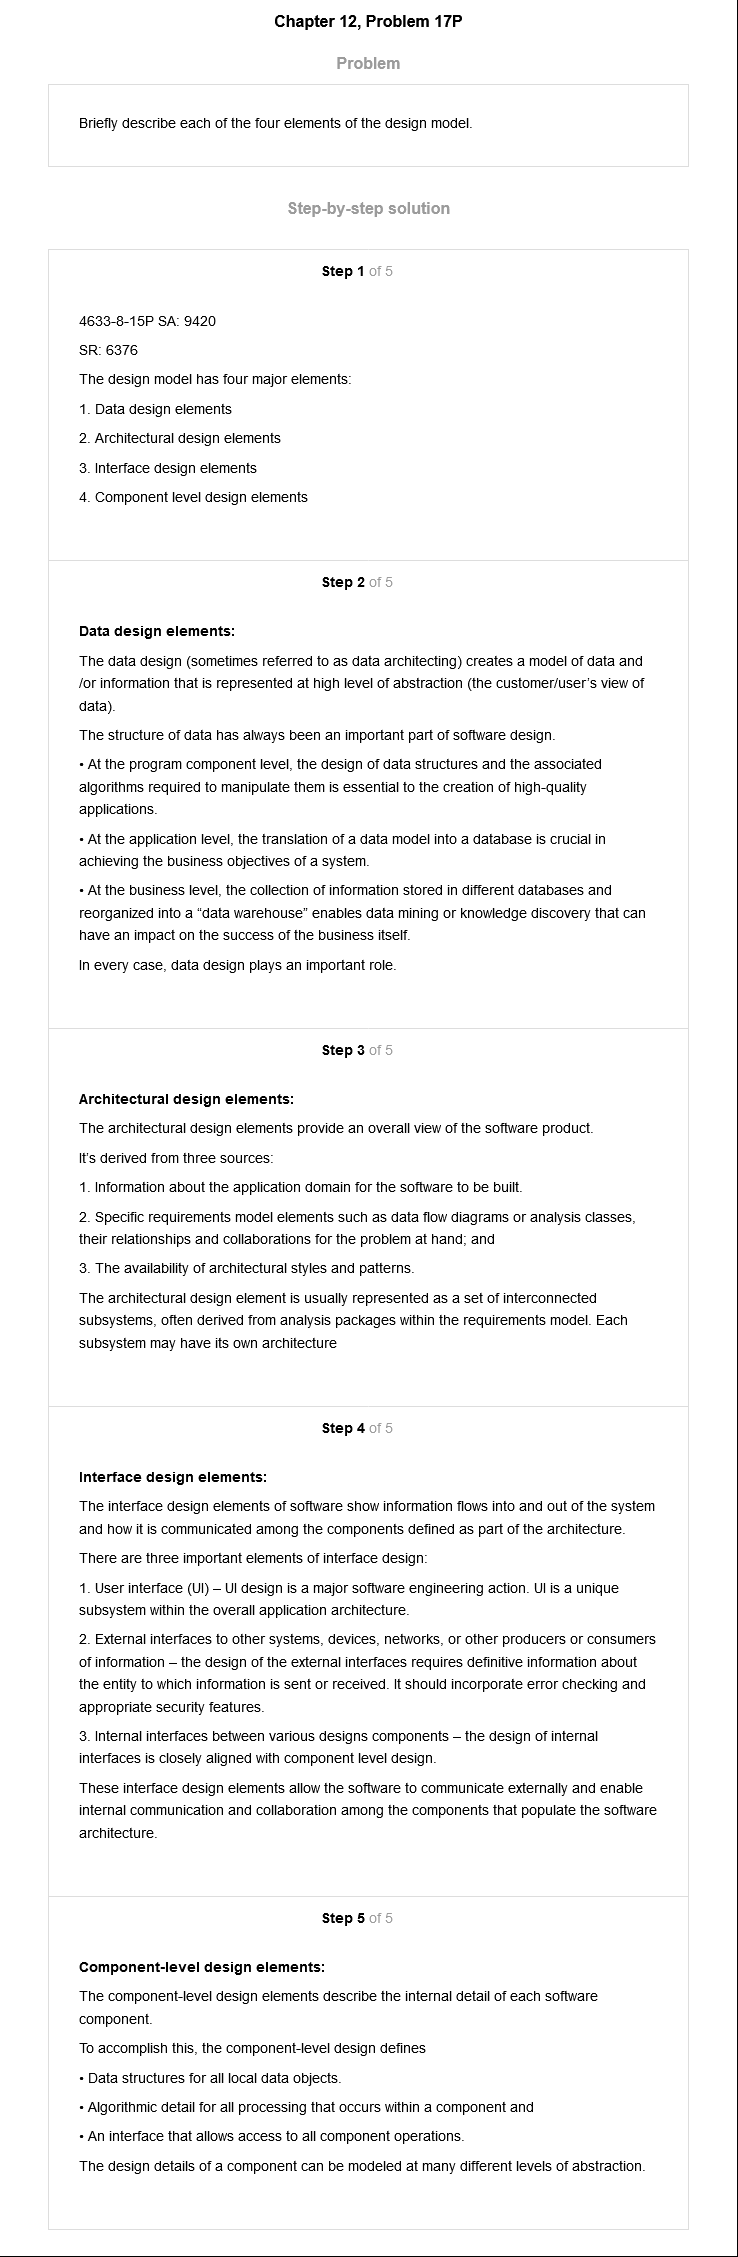 Chapter 12, Problem 17P
Problem
Briefly describe each of the four elements of the design model.
Step-by-step solution
Step 1 of 5
4633-8-15P SA: 9420
SR: 6376
The design model has four major elements:
1. Data design elements
2. Architectural design elements
3. Interface design elements
4. Component level design elements
Step 2 of 5
Data design elements:
The data design (sometimes referred to as data architecting) creates a model of data and
/or information that is represented at high level of abstraction (the customer/user’s view of
data).
The structure of data has always been an important part of software design.
• At the program component level, the design of data structures and the associated
algorithms required to manipulate them is essential to the creation of high-quality
applications.
• At the application level, the translation of a data model into a database is crucial in
achieving the business objectives of a system.
• At the business level, the collection of information stored in different databases and
reorganized into a “data warehouse” enables data mining or knowledge discovery that can
have an impact on the success of the business itself.
In every case, data design plays an important role.
Step 3 of 5
Architectural design elements:
The architectural design elements provide an overall view of the software product.
It’s derived from three sources:
1. Information about the application domain for the software to be built.
2. Specific requirements model elements such as data flow diagrams or analysis classes,
their relationships and collaborations for the problem at hand; and
3. The availability of architectural styles and patterns.
The architectural design element is usually represented as a set of interconnected
subsystems, often derived from analysis packages within the requirements model. Each
subsystem may have its own architecture
Step 4 of 5
Interface design elements:
The interface design elements of software show information flows into and out of the system
and how it is communicated among the components defined as part of the architecture.
There are three important elements of interface design:
1. User interface (UI) – UI design is a major software engineering action. UI is a unique
subsystem within the overall application architecture.
2. External interfaces to other systems, devices, networks, or other producers or consumers
of information – the design of the external interfaces requires definitive information about
the entity to which information is sent or received. It should incorporate error checking and
appropriate security features.
3. Internal interfaces between various designs components – the design of internal
interfaces is closely aligned with component level design.
These interface design elements allow the software to communicate externally and enable
internal communication and collaboration among the components that populate the software
architecture.
Step 5 of 5
Component-level design elements:
The component-level design elements describe the internal detail of each software
component.
To accomplish this, the component-level design defines
• Data structures for all local data objects.
• Algorithmic detail for all processing that occurs within a component and
• An interface that allows access to all component operations.
The design details of a component can be modeled at many different levels of abstraction.